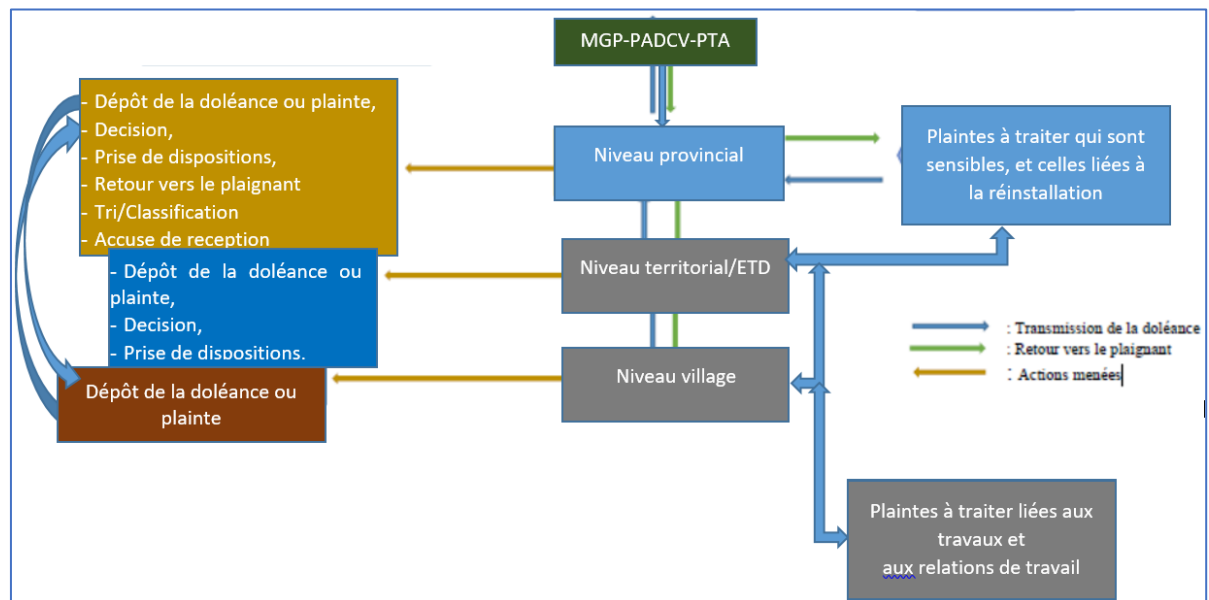 MGP-PADCV-PTA
- Dépôt de la doléance ou plainte,
- Decision,
- Prise de dispositions,
- Retour vers le plaignant
- Tri/Classification
- Accuse de reception
Niveau provincial
Plaintes à traiter qui sont
sensibles, et celles liées à
la réinstallation
- Dépôt de la doléance ou
plainte,
- Decision,
- Prise de dispositions.
Niveau territorial/ETD
: Transmission de la doléance
: Retour vers le plaignant
: Actions menées
Dépôt de la doléance ou
plainte
Niveau village
Plaintes à traiter liées aux
travaux et
aux relations de travail